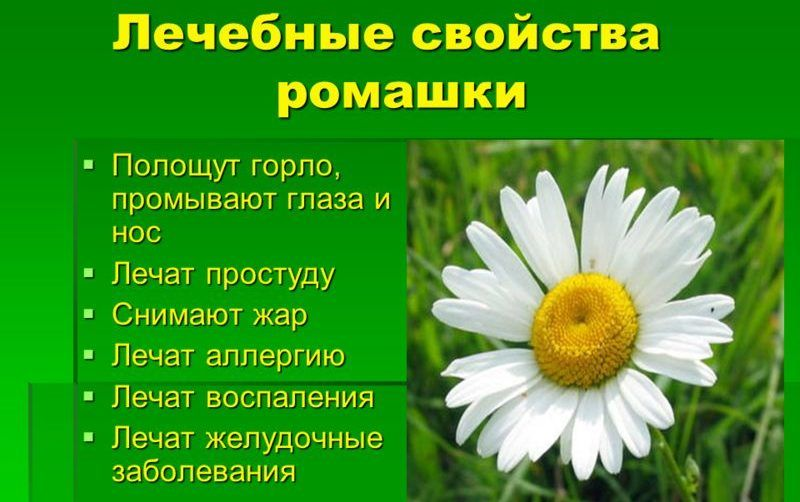 Лечебные свойства
ромашки
Полощут горло,
промывают глаза и
нос
Лечат простуду
Снимают жар
Лечат аллергию
Лечат воспаления
Лечат желудочные
заболевания